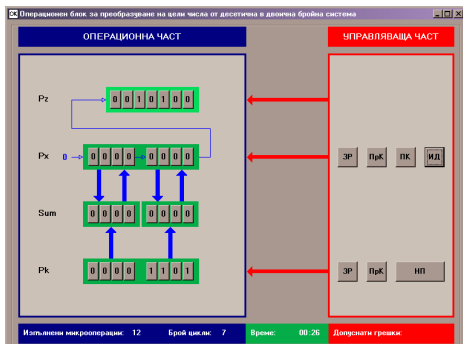 Операционен блок за преобразуване на цели числа от десетична в двоична бройна система
ОПЕРАЦИОННА ЧАСТ
УПРАВЛЯВАЩА ЧАСТ
Pz 0 0 1 0 1 0 0
Px 0 0 0 0 0 0 0 0 0 ЗР ПрК ПК ИД
Sum 0 0 0 0 0 0 0 0
Pk 0 0 0 0 1 1 0 1 ЗР ПрК НП
Изпълнени микрооперации: 12 Брой цикли: 7 Време: 00:26 Допуснати грешки: